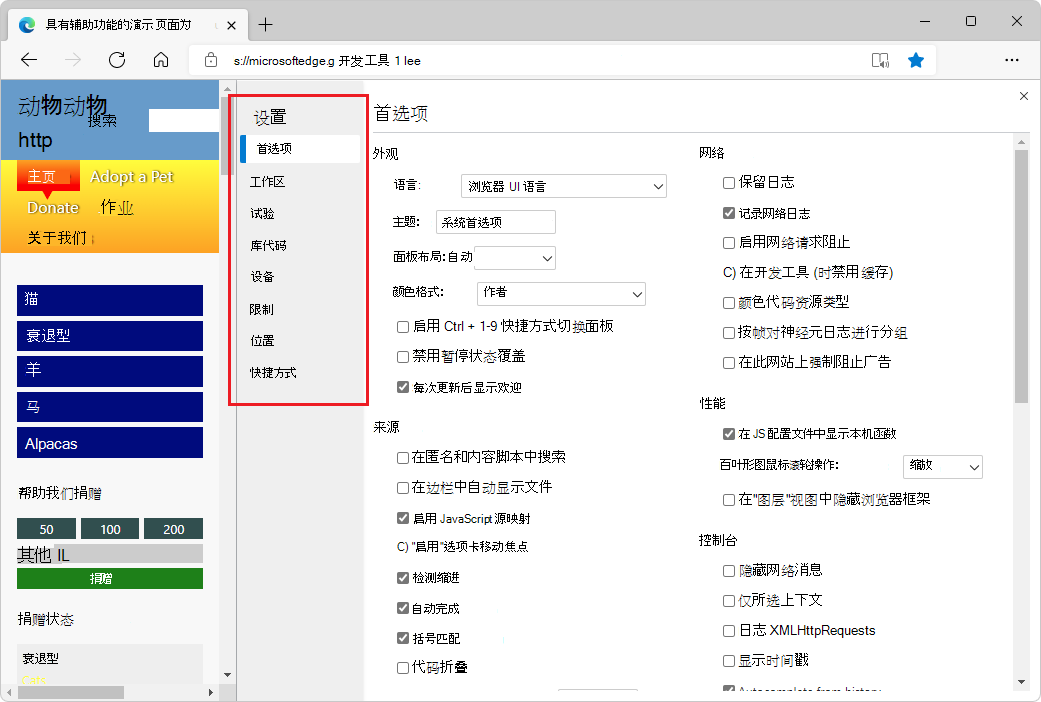 具有辅助功能的演示 页面为
s://microsoftedge.g 开发工具 1 lee
动物动物
搜索
http
主页
Adopt a Pet
Donate
作业
关于我们
猫
衰退型
羊
马
Alpacas
帮助我们捐赠
50
100
200
其他 IL
捐赠
捐赠状态
衰退型
Cats
设置
首选项
工作区
试验
库代码
设备
限制
位置
快捷方式
首选项
外观
语言:
浏览器 UI 语言
主题:
系统首选项
面板布局:自动
颜色格式:
作者
启用 Ctrl + 1-9 快捷方式切换面板
禁用暂停状态覆盖
每次更新后显示欢迎
来源
在匿名和内容脚本中搜索
在边栏中自动显示文件
启用 JavaScript 源映射
C) "启用"选项卡移动焦点
检测缩进
自动完成
括号匹配
代码折叠
网络
保留日志
记录网络日志
启用网络请求阻止
C) 在开发工具 (时禁用缓存)
颜色代码资源类型
按帧对神经元日志进行分组
在此网站上强制阻止广告
性能
在 JS 配置文件中显示本机函数
百叶形图鼠标滚轮操作:
缩放
在"图层"视图中隐藏浏览器框架
控制台
隐藏网络消息
仅所选上下文
日志 XMLHttpRequests
显示时间戳
Autocomplete from history